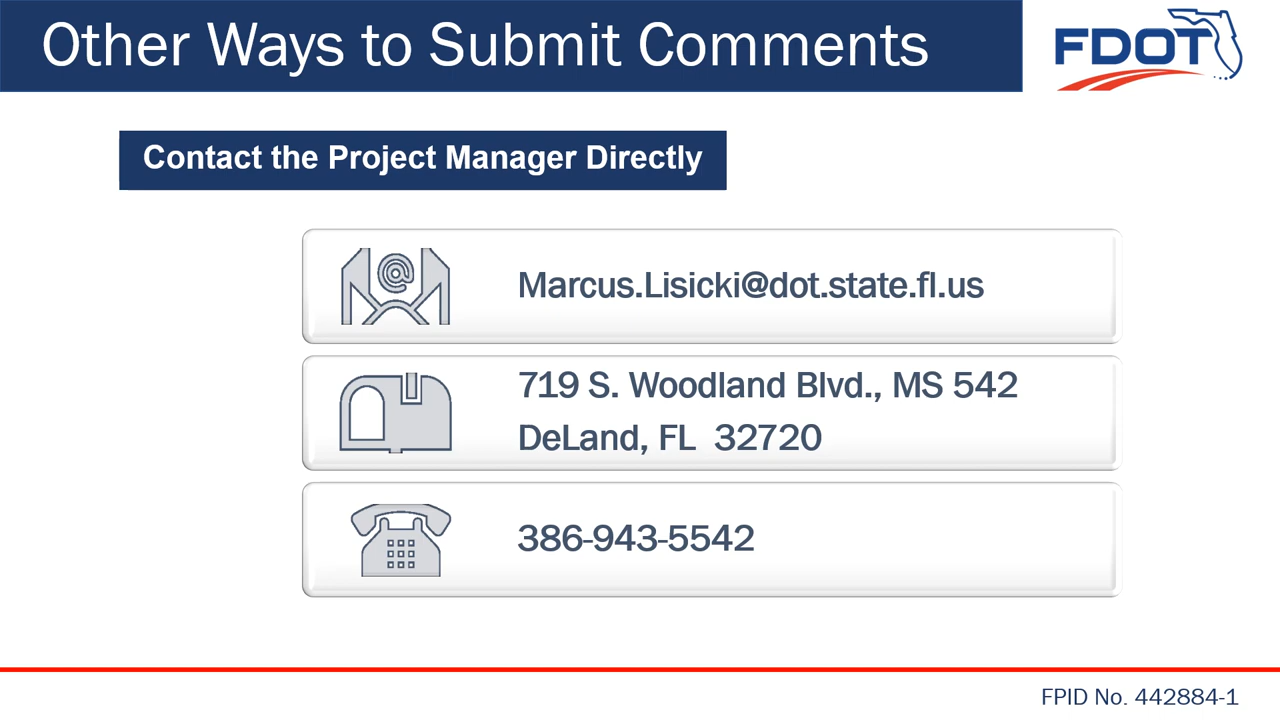 Other Ways to Submit Comments
FDOT
Contact the Project Manager Directly
@
Marcus.Lisicki@dot.state.fl.us
719 S. Woodland Blvd., MS 542
DeLand, FL  32720
386-943-5542
FPID No. 442884-1